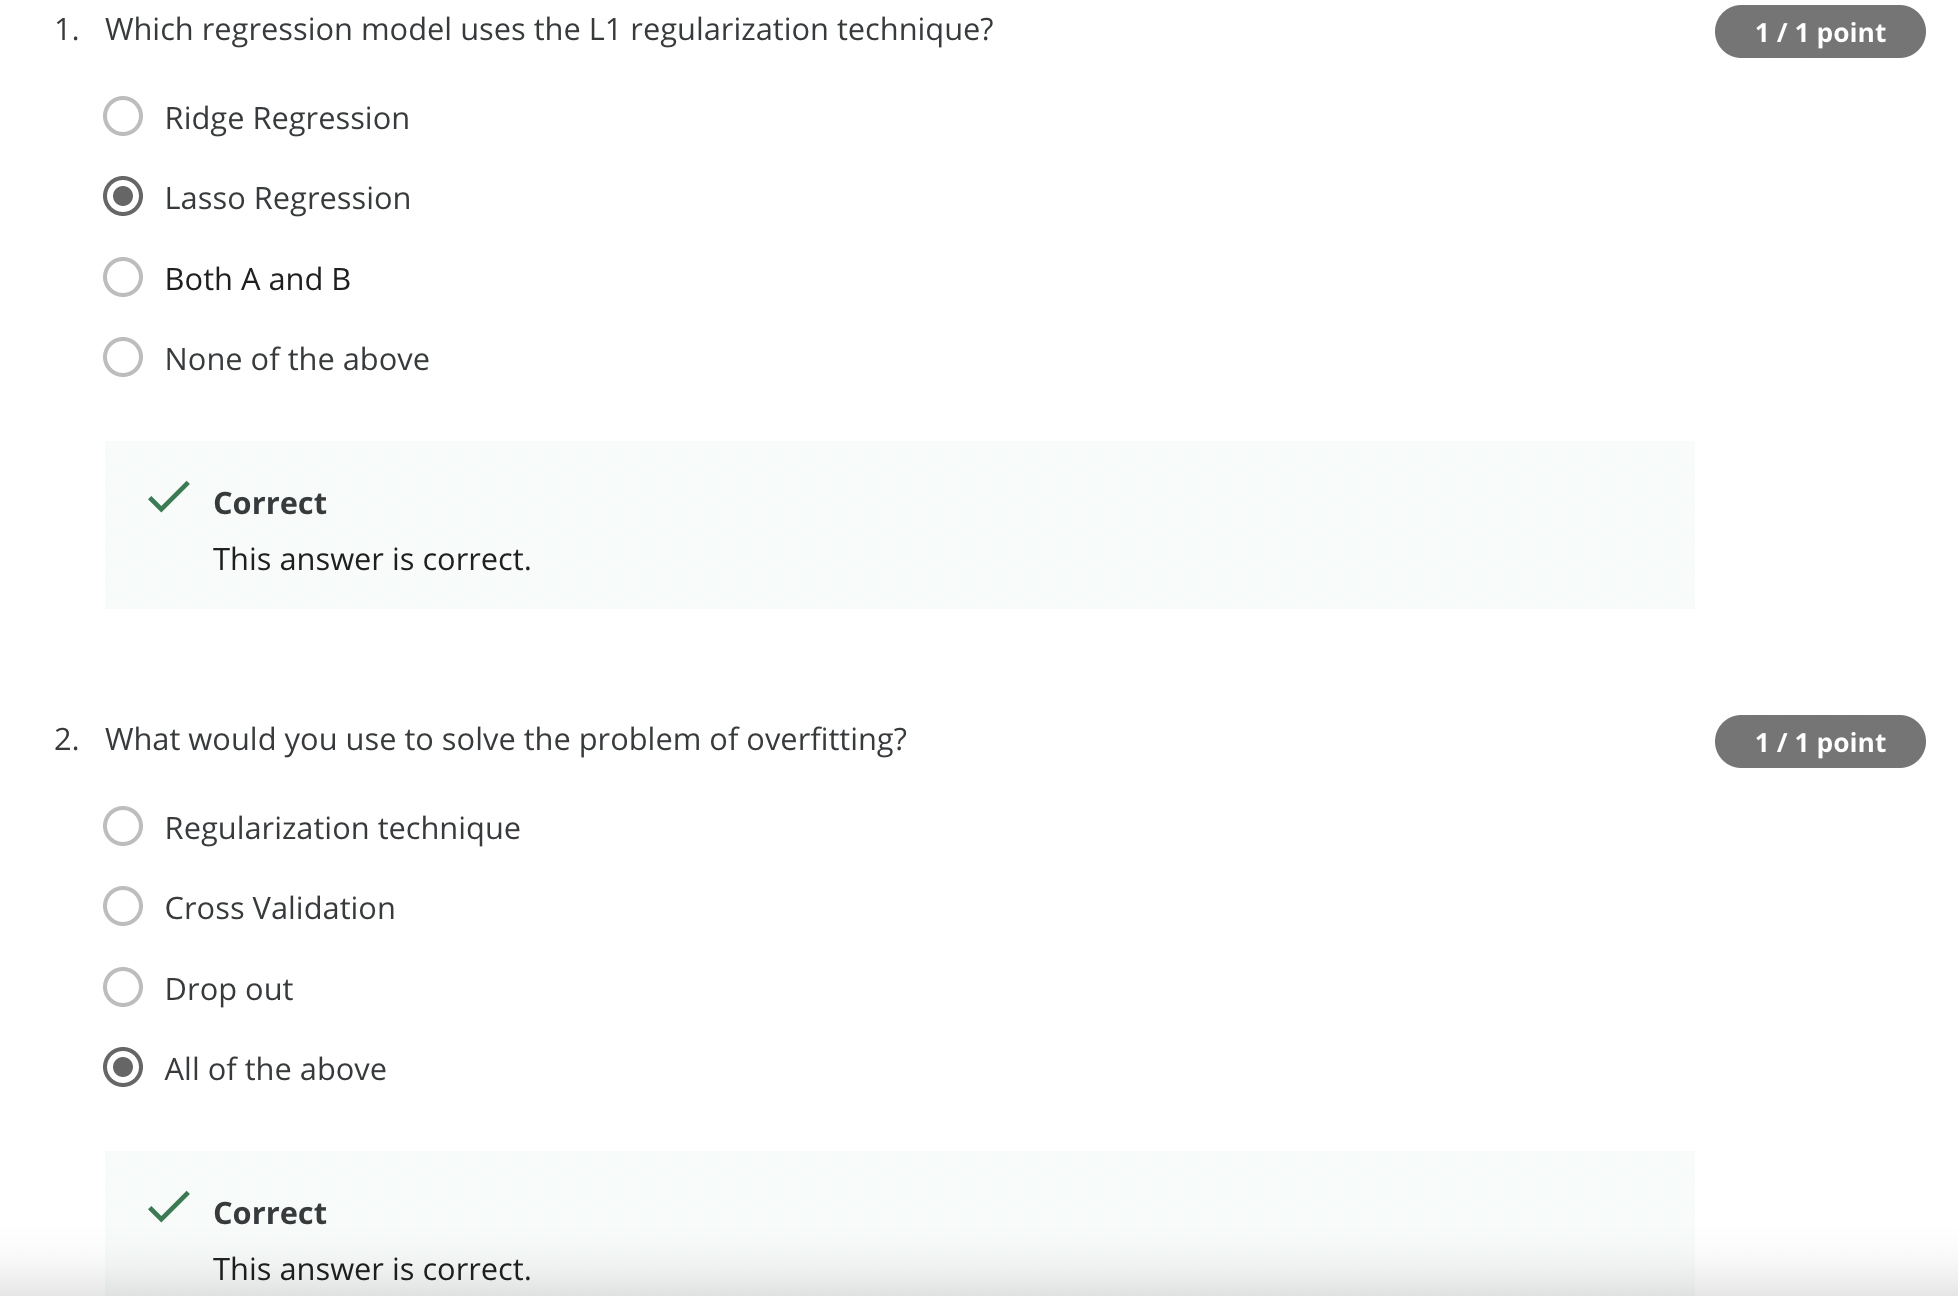 1. Which regression model uses the L1 regularization technique?
1 / 1 point
Ridge Regression
Lasso Regression
Both A and B
None of the above
Correct
This answer is correct.
2. What would you use to solve the problem of overfitting?
1 / 1 point
Regularization technique
Cross Validation
Drop out
All of the above
Correct
This answer is correct.